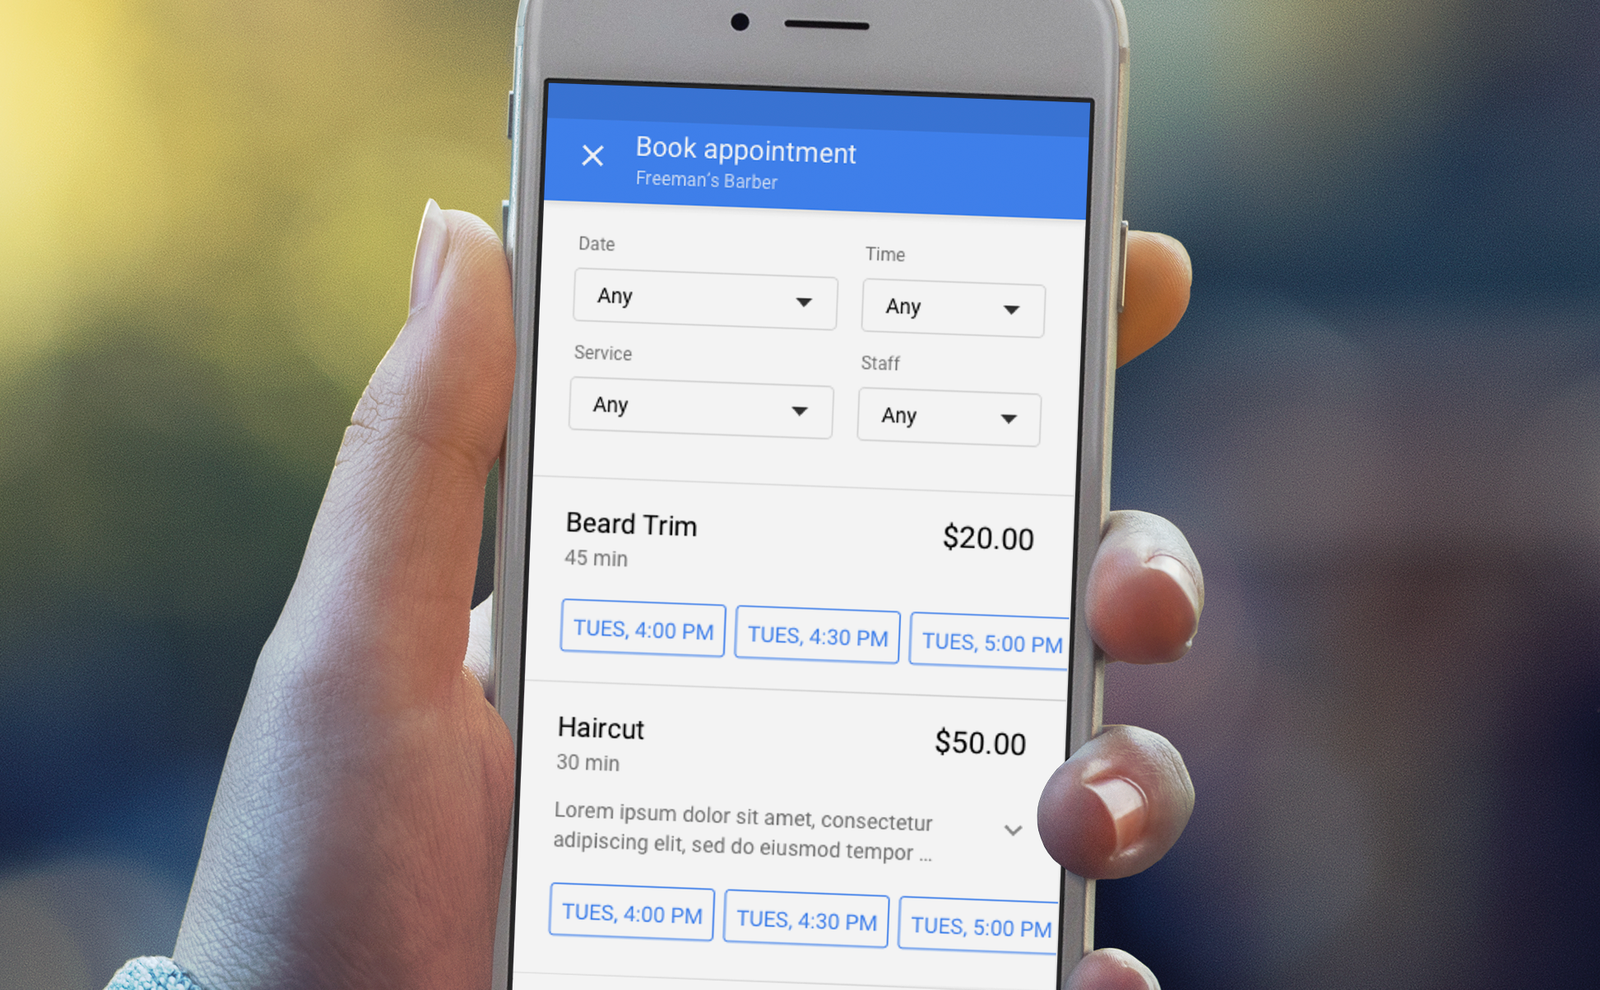 Book appointment
Freeman's Barber
Date
Time
Any
Any
Service
Staff
Any
Any
Beard Trim
$20.00
45 min
TUES, 4:00 PM
TUES, 4:30 PM
TUES, 5:00 PM
Haircut
$50.00
30 min
Lorem ipsum dolor sit amet, consectetur
adipiscing elit, sed do eiusmod tempor ...
TUES, 4:00 PM
TUES, 4:30 PM
TUES, 5:00 PM